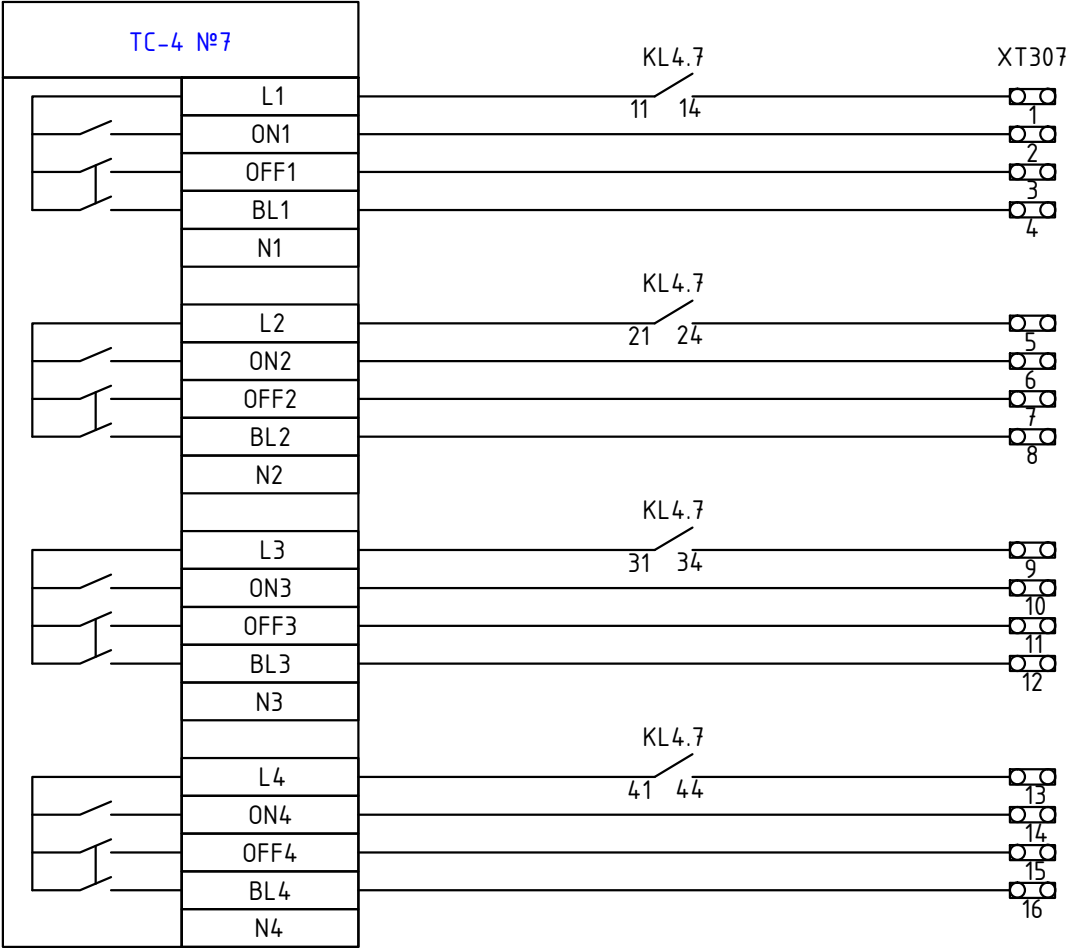 TC-4 №7
KL4.7
XT307
L1
11 14
1
ON1
2
OFF1
3
BL1
4
N1
KL4.7
L2
21 24
5
ON2
6
OFF2
7
BL2
8
N2
KL4.7
L3
31 34
9
ON3
10
OFF3
11
BL3
12
N3
KL4.7
L4
41 44
13
ON4
14
OFF4
15
BL4
16
N4